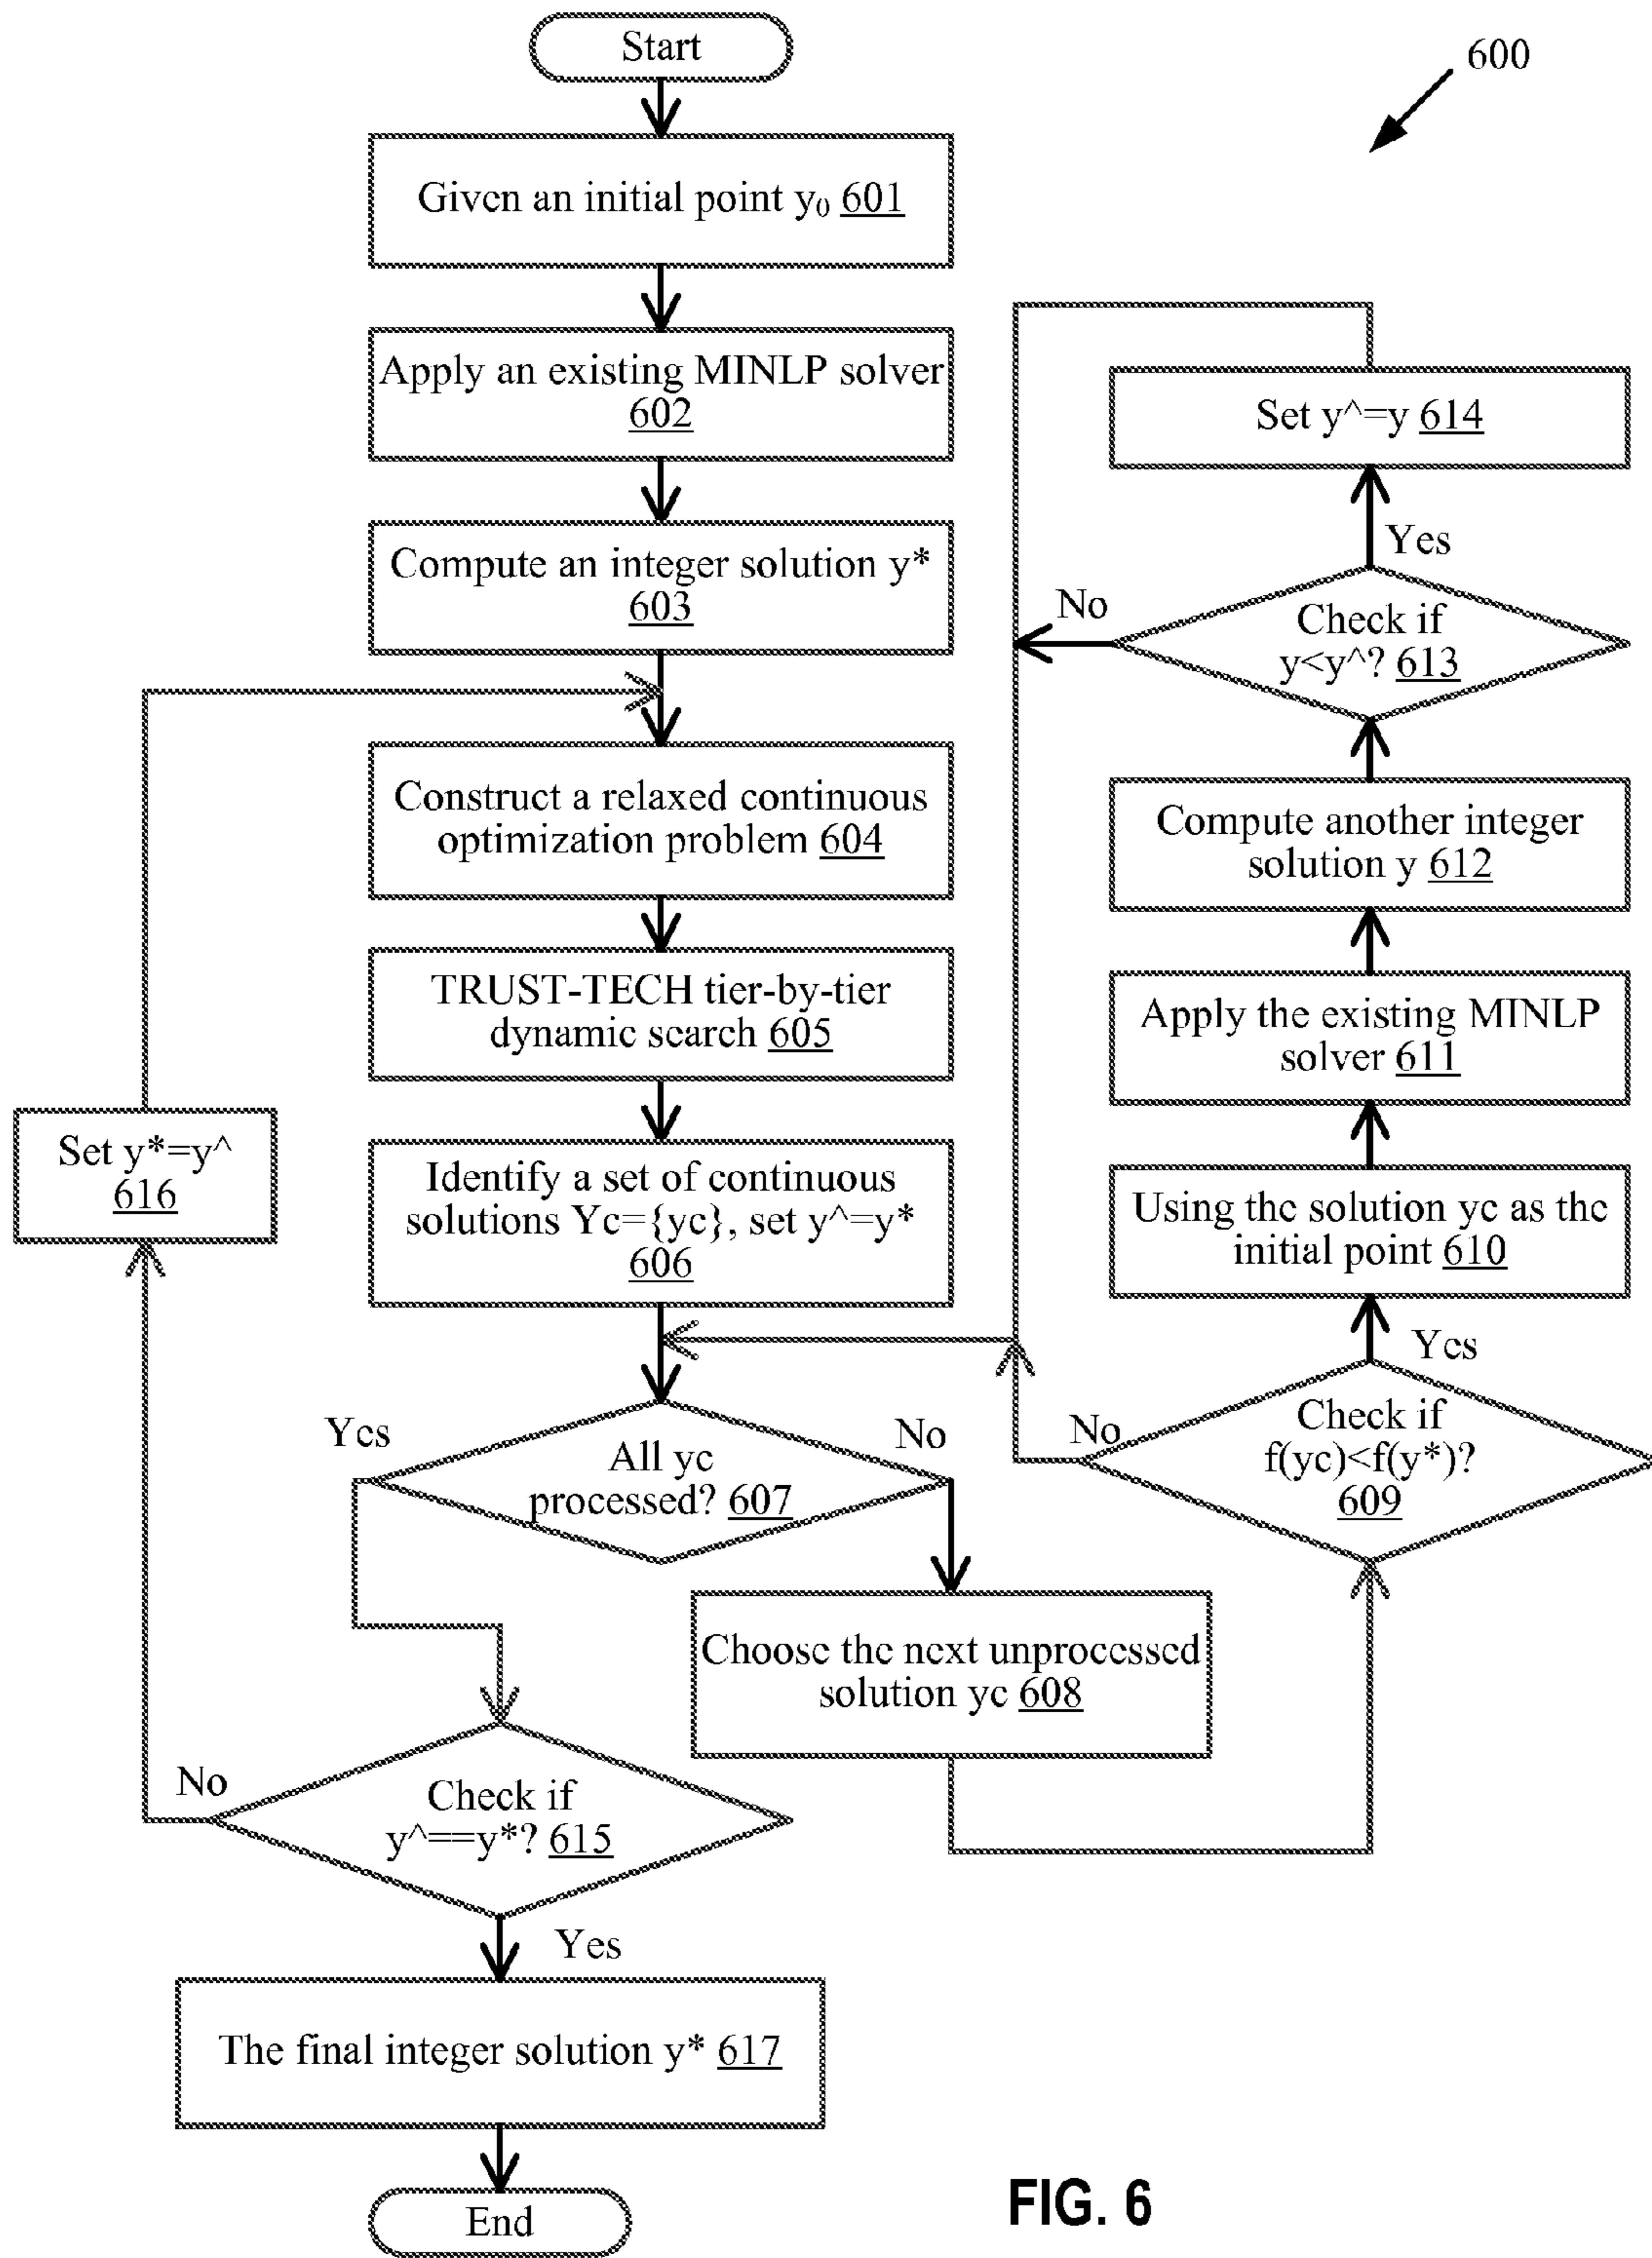 Start
600
Given an initial point y₀ 601
Apply an existing MINLP solver
602
Compute an integer solution y*
603
Construct a relaxed continuous
optimization problem 604
TRUST-TECH tier-by-tier
dynamic search 605
Identify a set of continuous
solutions Yc={yc}, set y^=y*
606
Yes
All yc
processed? 607
No
Choose the next unprocessed
solution yc 608
No
Check if
f(yc)<f(y*)?
609
Yes
Using the solution yc as the
initial point 610
Apply the existing MINLP
solver 611
Compute another integer
solution y 612
Check if
y<y^? 613
No
Yes
Set y^=y 614
Check if
y^==y*? 615
No
Set y*=y^
616
Yes
The final integer solution y* 617
End
FIG. 6